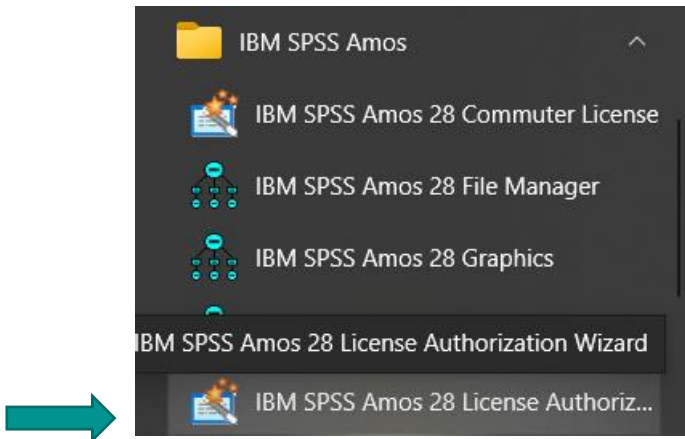 IBM SPSS Amos
IBM SPSS Amos 28 Commuter License
IBM SPSS Amos 28 File Manager
IBM SPSS Amos 28 Graphics
IBM SPSS Amos 28 License Authorization Wizard
IBM SPSS Amos 28 License Authoriz...